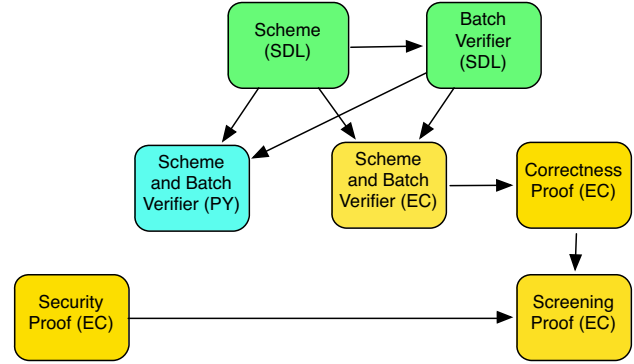 Scheme
(SDL)
Batch
Verifier
(SDL)
Scheme
and Batch
Verifier (PY)
Scheme
and Batch
Verifier (EC)
Correctness
Proof (EC)
Security
Proof (EC)
Screening
Proof (EC)